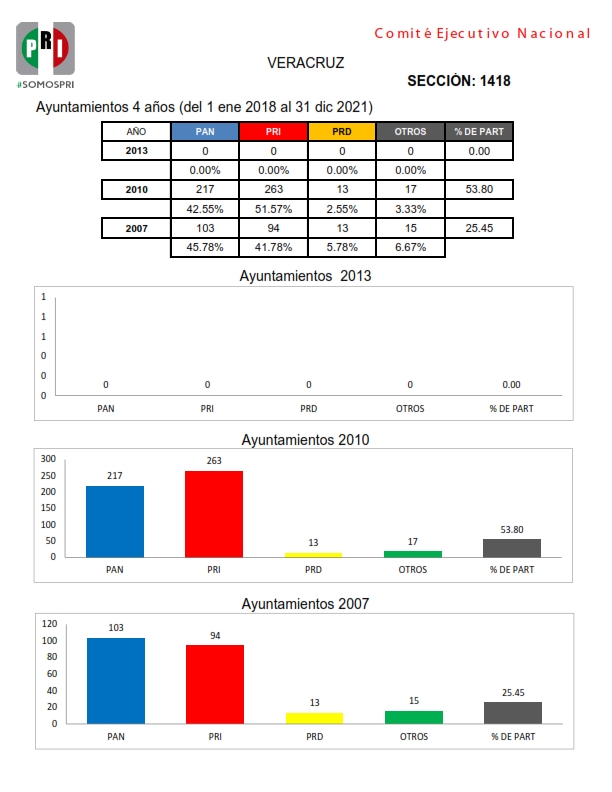 Comité Ejecutivo Nacional
PRI
#SOMOSPRI
VERACRUZ
SECCIÓN: 1418
Ayuntamientos 4 años (del 1 ene 2018 al 31 dic 2021)
AÑO PAN PRI PRD OTROS % DE PART
2013 0 0 0 0 0.00
0.00% 0.00% 0.00% 0.00%
2010 217 263 13 17 53.80
42.55% 51.57% 2.55% 3.33%
2007 103 94 13 15 25.45
45.78% 41.78% 5.78% 6.67%
Ayuntamientos 2013
1
1
1
0
0
0
0 0 0 0 0.00
PAN PRI PRD OTROS % DE PART
Ayuntamientos 2010
300
250
200
150
100
50
0
217 263 13 17 53.80
PAN PRI PRD OTROS % DE PART
Ayuntamientos 2007
120
100
80
60
40
20
0
103 94 13 15 25.45
PAN PRI PRD OTROS % DE PART